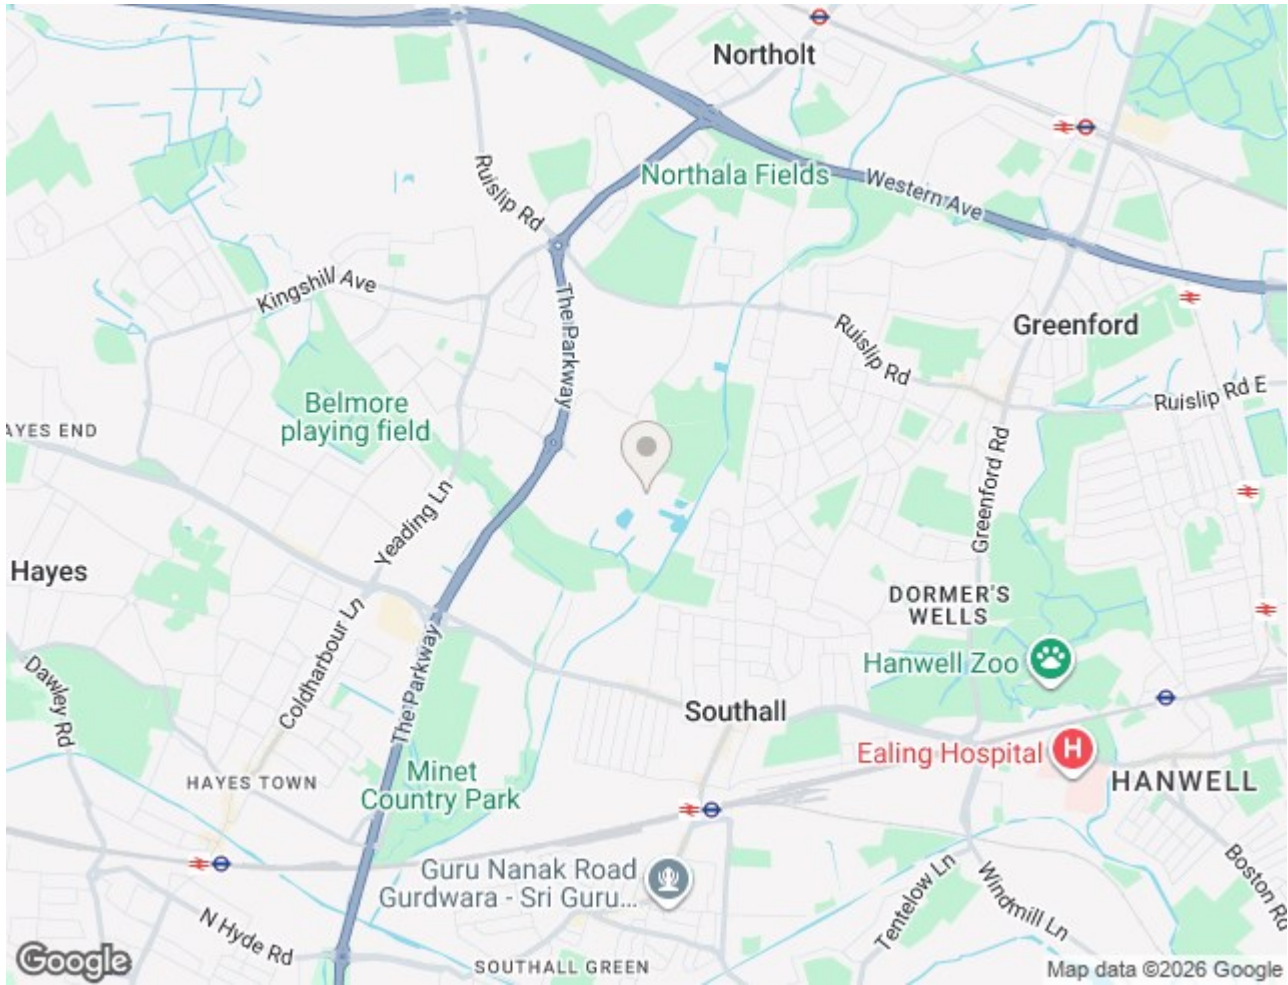 Northolt
Northala Fields
Western Ave
Ruislip Rd
Kingshill Ave
The Parkway
Greenford
Ruislip Rd
Ruislip Rd E
Belmore
playing field
AYES END
Greenford Rd
Yeading Ln
Hayes
DORMER'S
WELLS
Coldharbour Ln
The Parkway
Hanwell Zoo
Dawley Rd
Southall
Ealing Hospital
H
HANWELL
HAYES TOWN
Minet
Country Park
Guru Nanak Road
Gurdwara - Sri Guru...
Tentelow Ln
Windmill Ln
Boston Rd
N Hyde Rd
SOUTHALL GREEN
Google
Map data ©2026 Google